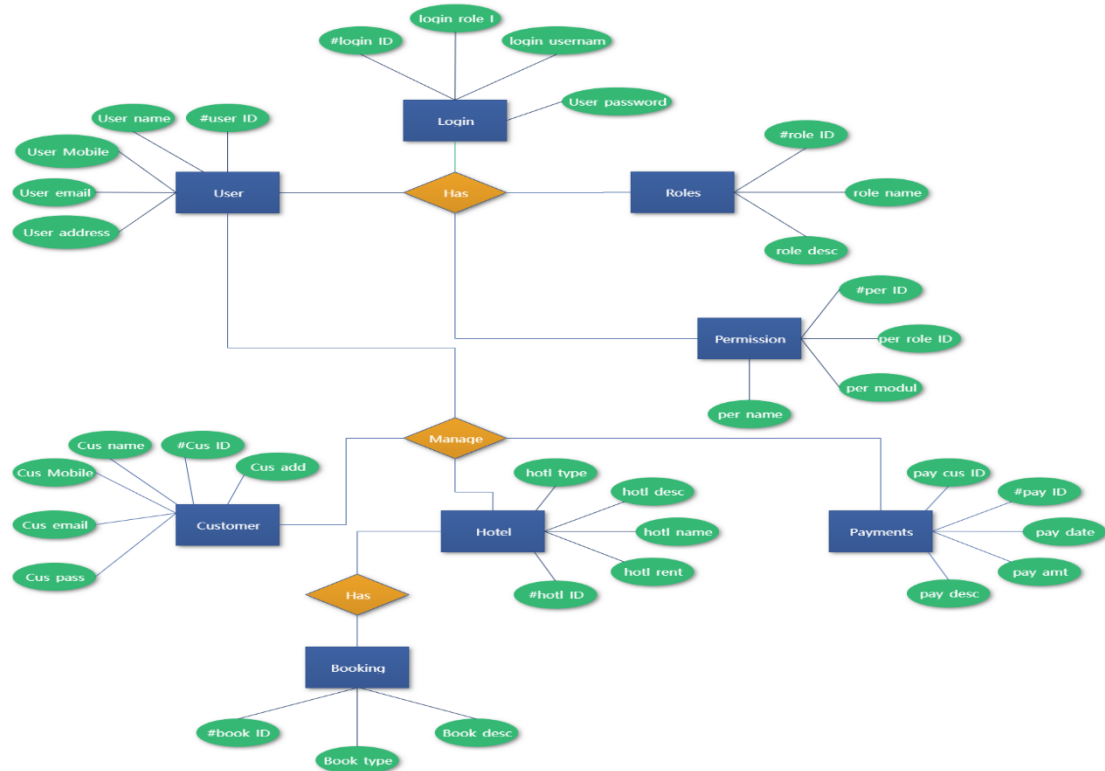 login role I
#login ID
login usernam
User password
Login
User name
#user ID
User Mobile
User email
User address
User
Has
Roles
#role ID
role name
role desc
#per ID
Permission
per role ID
per modul
per name
Manage
Cus name
#Cus ID
Cus add
Cus Mobile
Cus email
Cus pass
Customer
hotl type
hotl desc
Hotel
hotl name
hotl rent
#hotl ID
pay cus ID
#pay ID
Payments
pay date
pay amt
pay desc
Has
Booking
#book ID
Book type
Book desc